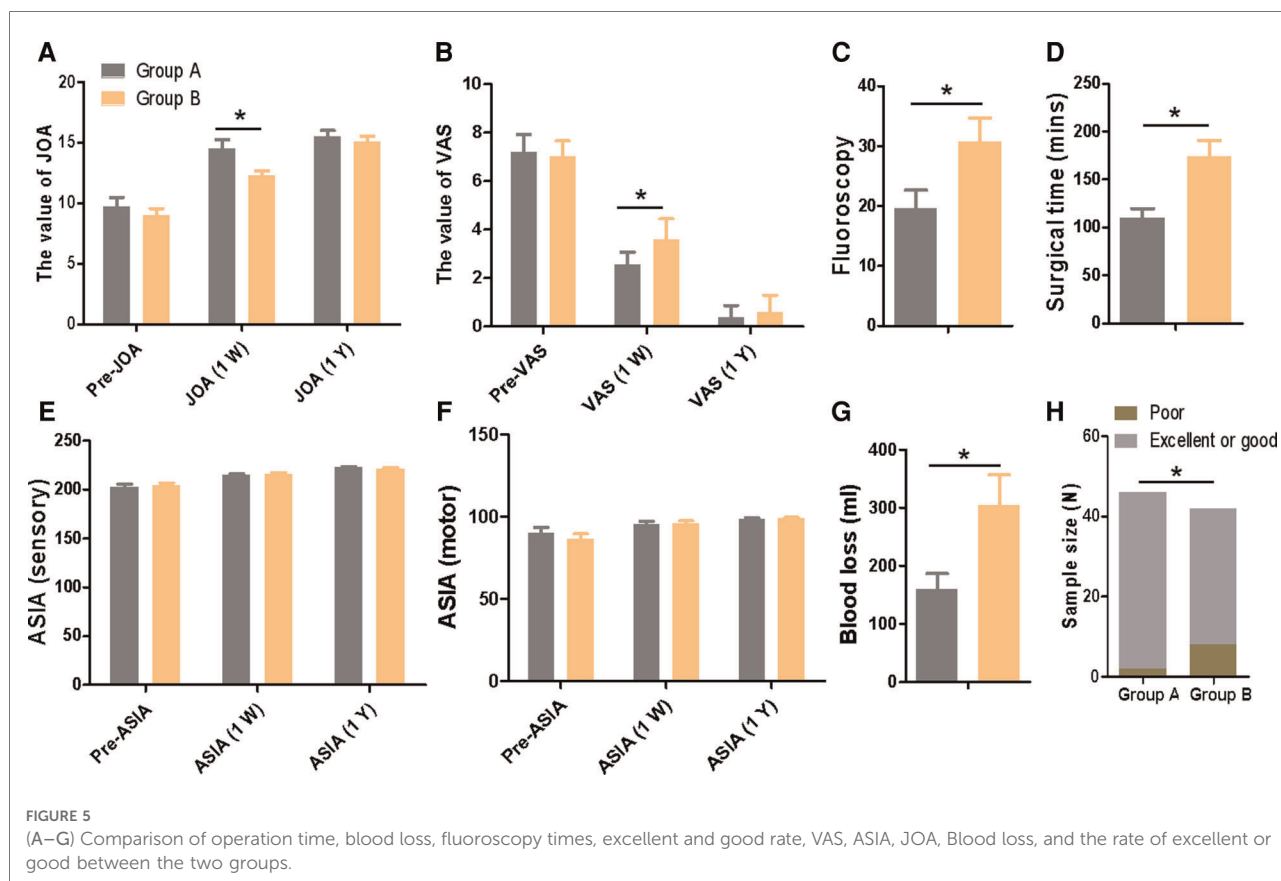 A
Group A
Group B
The value of JOA
20
15
10
5
0
*
Pre-JOA
JOA (1 W)
JOA (1 Y)
B
The value of VAS
10
8
6
4
2
0
*
Pre-VAS
VAS (1 W)
VAS (1 Y)
C
Fluoroscopy
40
30
20
10
0
*
D
Surgical time (mins)
250
200
150
100
50
0
*
E
ASIA (sensory)
250
200
150
100
50
0
Pre-ASIA
ASIA (1 W)
ASIA (1 Y)
F
ASIA (motor)
150
100
50
0
Pre-ASIA
ASIA (1 W)
ASIA (1 Y)
G
Blood loss (ml)
400
300
200
100
0
*
H
Poor
Excellent or good
Sample size (N)
60
40
20
0
*
Group A
Group B
FIGURE 5
(A–G) Comparison of operation time, blood loss, fluoroscopy times, excellent and good rate, VAS, ASIA, JOA, Blood loss, and the rate of excellent or
good between the two groups.